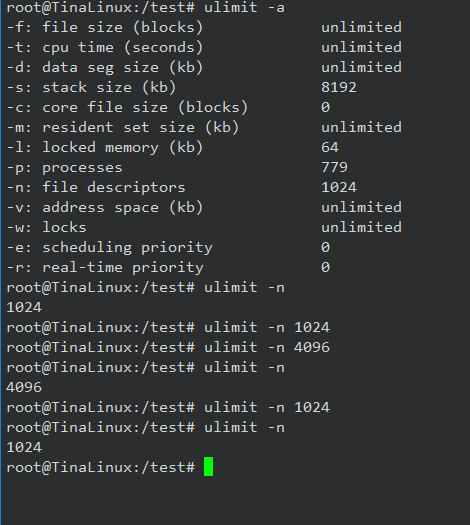 root@TinaLinux:/test# ulimit -a
-f: file size (blocks) unlimited
-t: cpu time (seconds) unlimited
-d: data seg size (kb) unlimited
-s: stack size (kb) 8192
-c: core file size (blocks) 0
-m: resident set size (kb) unlimited
-l: locked memory (kb) 64
-p: processes 779
-n: file descriptors 1024
-v: address space (kb) unlimited
-w: locks unlimited
-e: scheduling priority 0
-r: real-time priority 0
root@TinaLinux:/test# ulimit -n
1024
root@TinaLinux:/test# ulimit -n 1024
root@TinaLinux:/test# ulimit -n 4096
root@TinaLinux:/test# ulimit -n
4096
root@TinaLinux:/test# ulimit -n 1024
root@TinaLinux:/test# ulimit -n
1024
root@TinaLinux:/test#